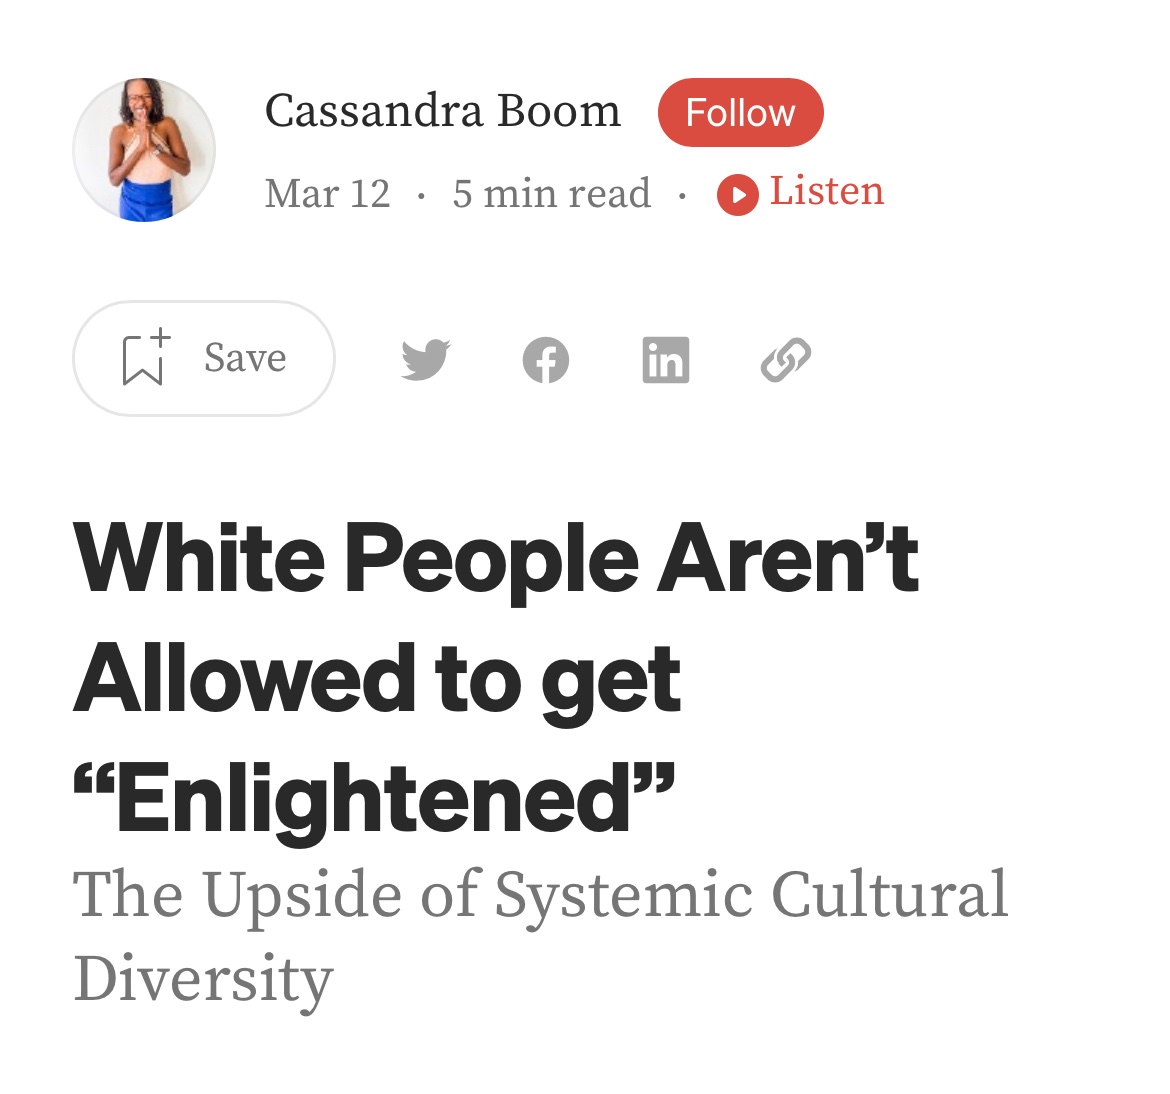 Cassandra Boom Follow
Mar 12 · 5 min read · Listen
Save
White People Aren’t
Allowed to get
“Enlightened”
The Upside of Systemic Cultural
Diversity